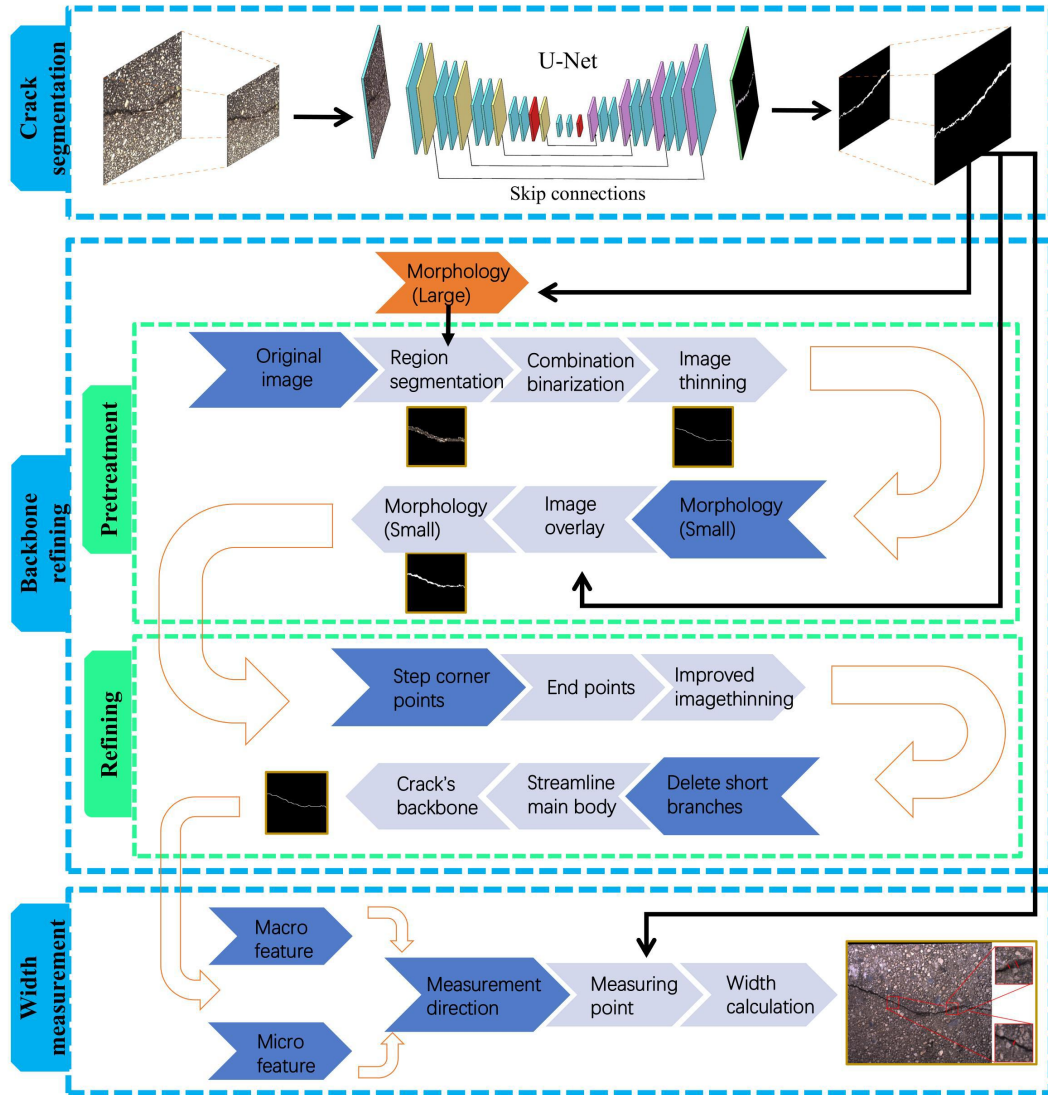 Crack
segmentation
U-Net
Skip connections
Backbone
refining
Morphology
(Large)
Pretreatment
Original
image
Region
segmentation
Combination
binarization
Image
thinning
Morphology
(Small)
Image
overlay
Morphology
(Small)
Refining
Step corner
points
End points
Improved
imagethinning
Crack's
backbone
Streamline
main body
Delete short
branches
Width
measurement
Macro
feature
Micro
feature
Measurement
direction
Measuring
point
Width
calculation